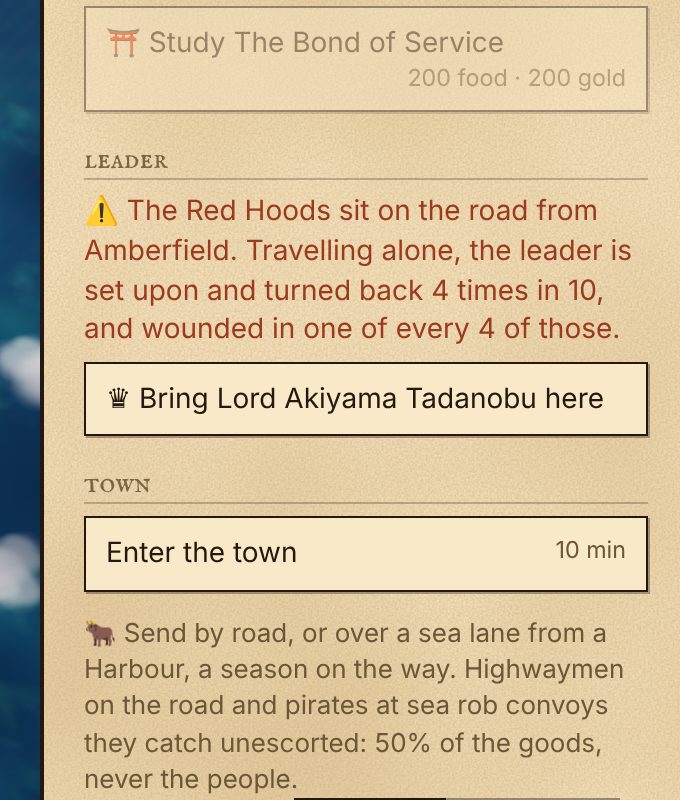 ⛩️ Study The Bond of Service
200 food · 200 gold
LEADER
⚠️ The Red Hoods sit on the road from
Amberfield. Travelling alone, the leader is
set upon and turned back 4 times in 10,
and wounded in one of every 4 of those.
♛ Bring Lord Akiyama Tadanobu here
TOWN
Enter the town
10 min
🐂 Send by road, or over a sea lane from a
Harbour, a season on the way. Highwaymen
on the road and pirates at sea rob convoys
they catch unescorted: 50% of the goods,
never the people.